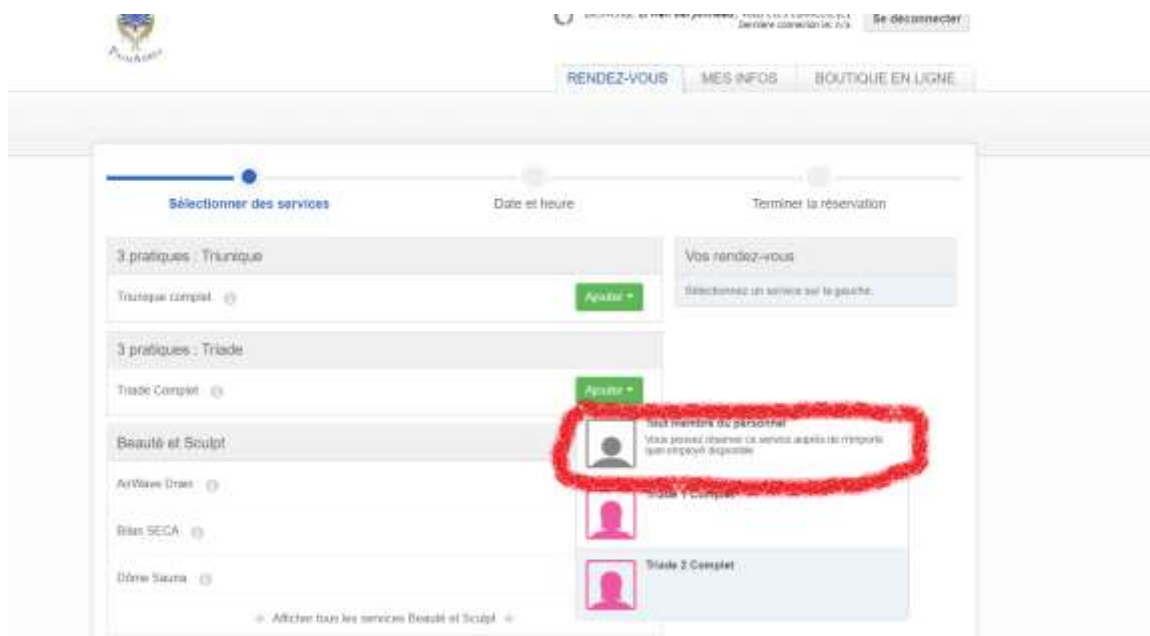 Se déconnecter
RENDEZ-VOUS MES INFOS BOUTIQUE EN LIGNE
Sélectionner des services Date et heure Terminer la réservation
3 pratiques : Triunique
Vos rendez-vous
Triunique complet
Ajouter
Sélectionnez un service sur la gauche.
3 pratiques : Triade
Triade Complet
Ajouter
Tout membre du personnel
Vous pouvez réserver ce service auprès de n'importe
quel employé disponible
Beauté et Sculpt
Triade 1 Complet
AirWave Drain
Bilan SECA
Triade 2 Complet
Dôme Sauna
Afficher tous les services Beauté et Sculpt